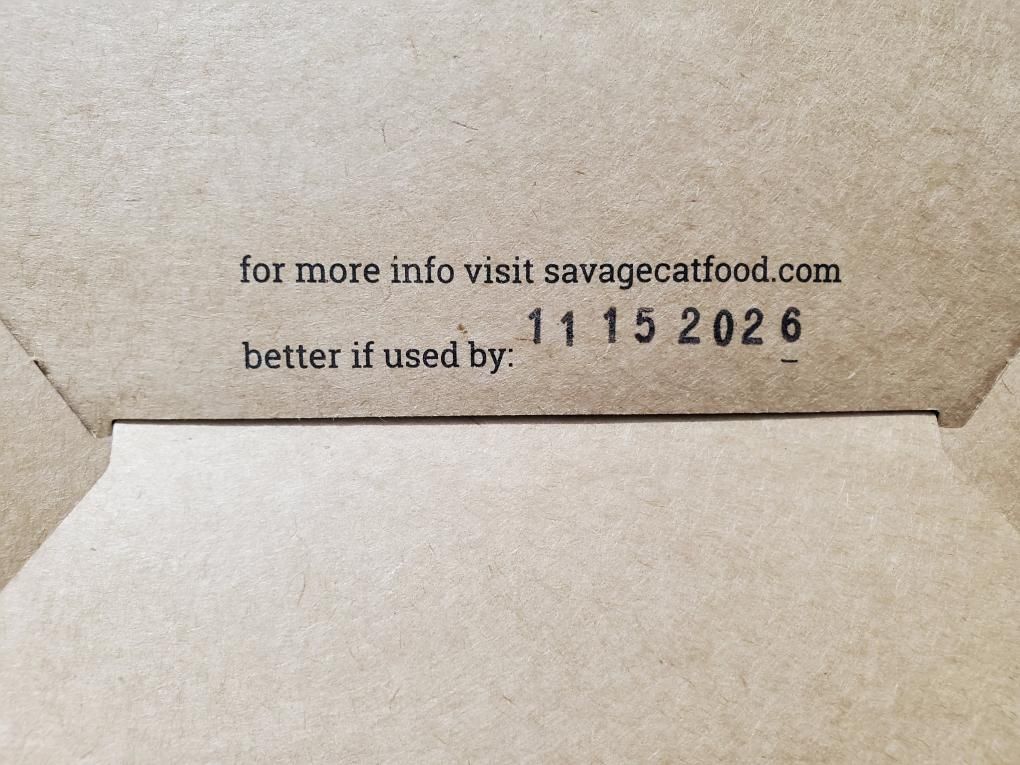 for more info visit savagecatfood.com
better if used by: 11 15 2026